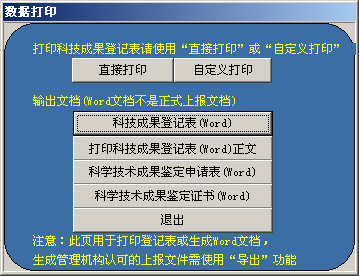 数据打印
打印科技成果登记表请使用“直接打印”或“自定义打印”
直接打印 自定义打印
输出文档(Word文档不是正式上报文档)
科技成果登记表(Word)
打印科技成果登记表(Word)正文
科学技术成果鉴定申请表(Word)
科学技术成果鉴定证书(Word)
退出
注意：此页用于打印登记表或生成Word文档，
生成管理机构认可的上报文件需使用“导出”功能